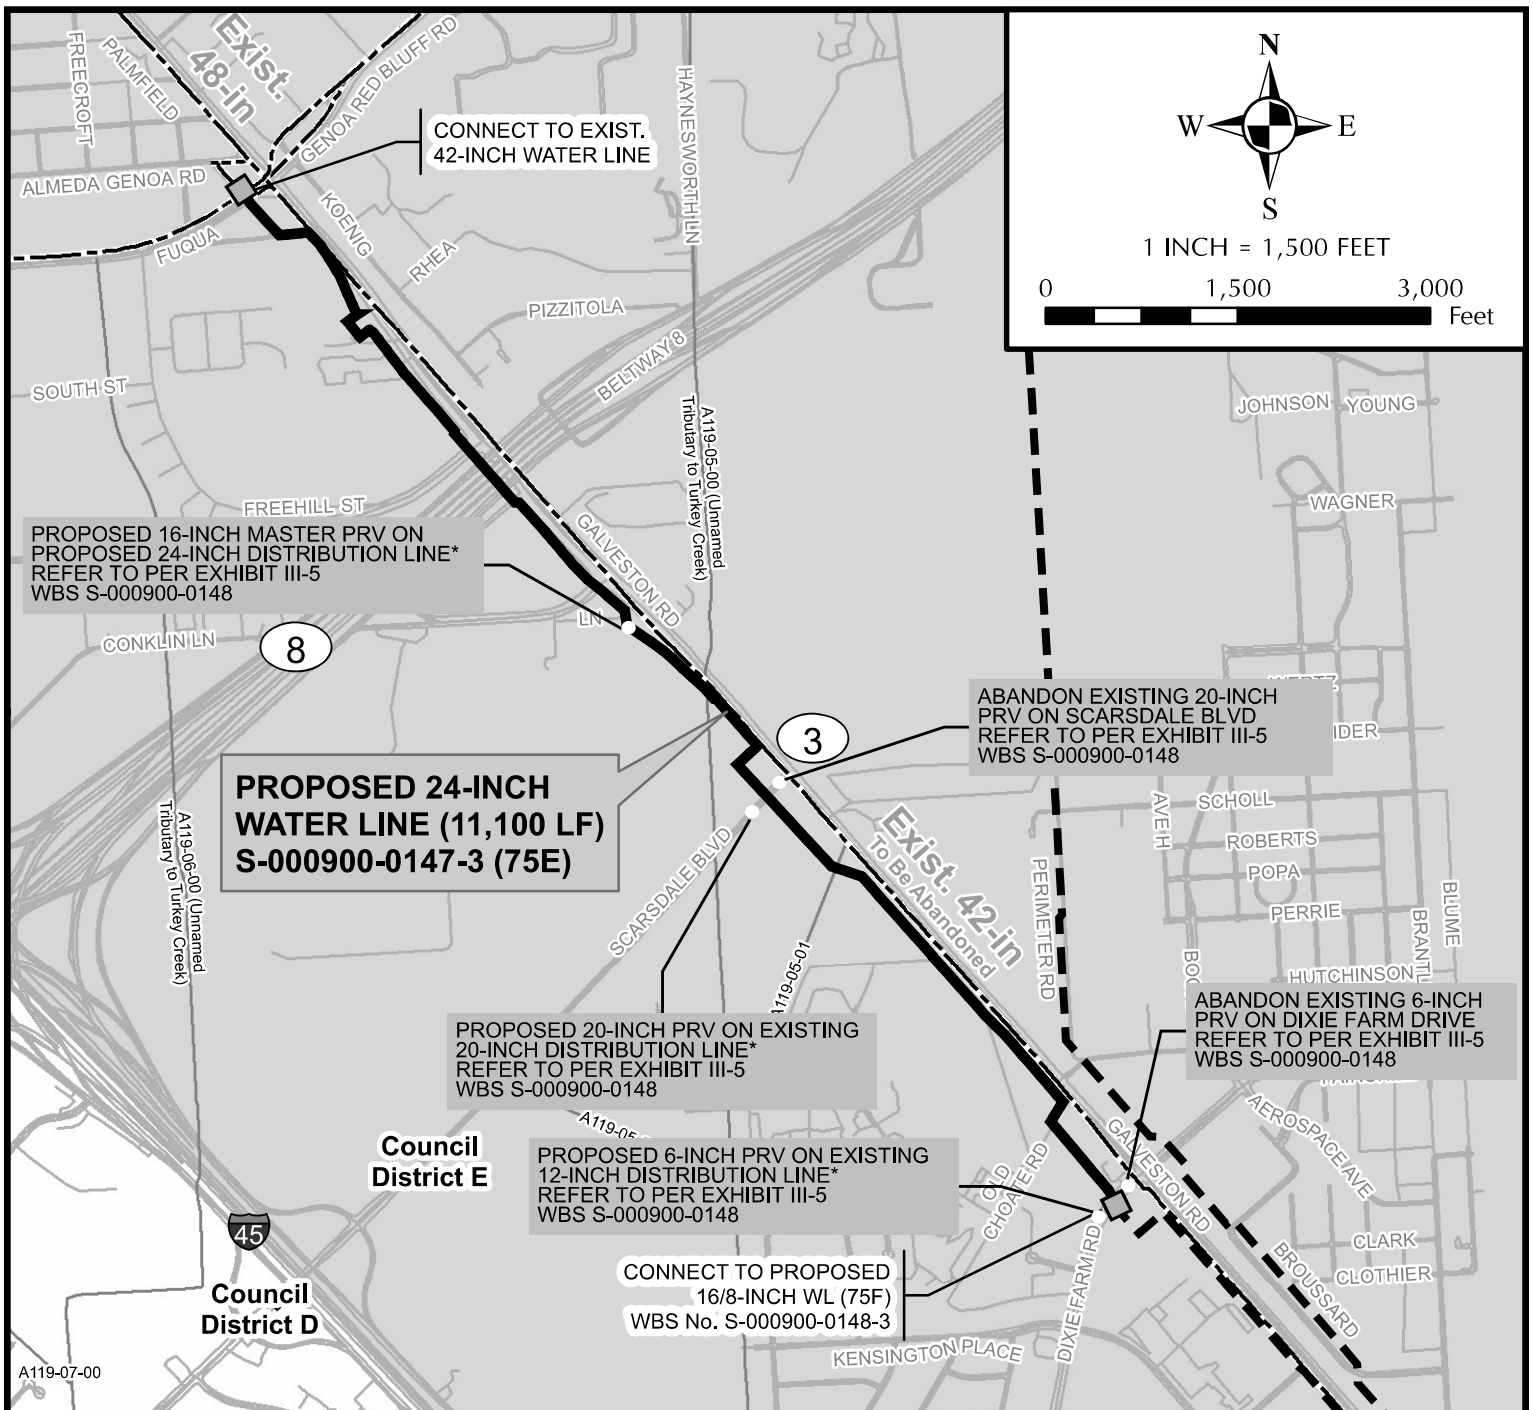 FREECROFT
PALMFIELD
Exist.
48-in
GENOA RED BLUFF RD
HAYNESWORTH LN
CONNECT TO EXIST.
42-INCH WATER LINE
ALMEDA GENOA RD
FUQUA
KOENIG
RHEA
PIZZITOLA
BELTWAY 8
SOUTH ST
N
W
E
S
1 INCH = 1,500 FEET
0
1,500
3,000
Feet
JOHNSON
YOUNG
WAGNER
A119-05-00 (Unnamed
Tributary to Turkey Creek)
FREEHILL ST
GALVESTON RD
PROPOSED 16-INCH MASTER PRV ON
PROPOSED 24-INCH DISTRIBUTION LINE*
REFER TO PER EXHIBIT III-5
WBS S-000900-0148
LN
CONKLIN LN
8
3
ABANDON EXISTING 20-INCH
PRV ON SCARSDALE BLVD
REFER TO PER EXHIBIT III-5
WBS S-000900-0148
IDER
PROPOSED 24-INCH
WATER LINE (11,100 LF)
S-000900-0147-3 (75E)
A119-06-00 (Unnamed
Tributary to Turkey Creek)
SCARSDALE BLVD
Exist. 42-in
To Be Abandoned
AVE H
SCHOLL
ROBERTS
POPA
PERRIE
PERIMETER RD
BLUME
BRANTL
HUTCHINSON
BOO
A119-05-01
PROPOSED 20-INCH PRV ON EXISTING
20-INCH DISTRIBUTION LINE*
REFER TO PER EXHIBIT III-5
WBS S-000900-0148
ABANDON EXISTING 6-INCH
PRV ON DIXIE FARM DRIVE
REFER TO PER EXHIBIT III-5
WBS S-000900-0148
AEROSPACE AVE
A119-05
Council
District E
PROPOSED 6-INCH PRV ON EXISTING
12-INCH DISTRIBUTION LINE*
REFER TO PER EXHIBIT III-5
WBS S-000900-0148
OLD
CHOATE RD
GALVESTON RD
45
CLARK
CLOTHIER
BROUSSARD
CONNECT TO PROPOSED
16/8-INCH WL (75F)
WBS No. S-000900-0148-3
DIXIE FARM RD
Council
District D
KENSINGTON PLACE
A119-07-00